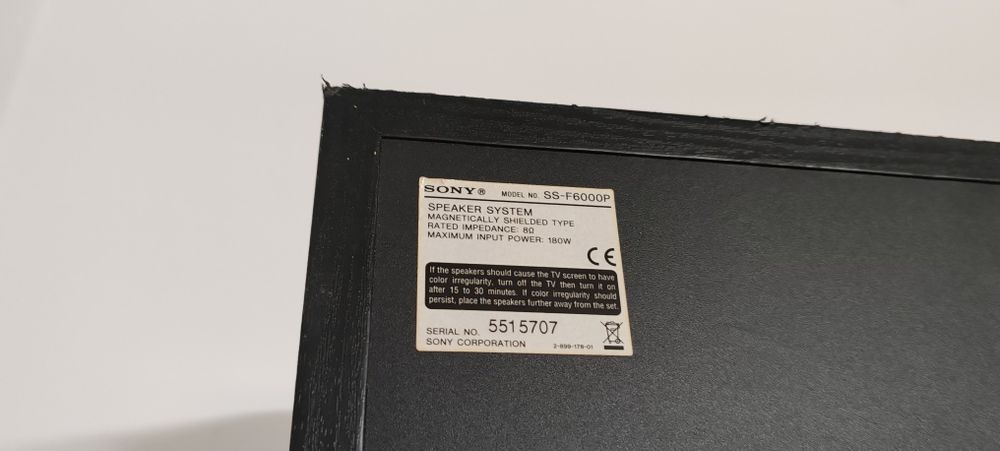 SONY® MODEL NO. SS-F6000P
SPEAKER SYSTEM
MAGNETICALLY SHIELDED TYPE
RATED IMPEDANCE: 8Ω
MAXIMUM INPUT POWER: 180W
CE
If the speakers should cause the TV screen to have
color irregularity, turn off the TV then turn it on
after 15 to 30 minutes. If color irregularity should
persist, place the speakers further away from the set.
SERIAL NO. 5515707
SONY CORPORATION 2-899-178-01